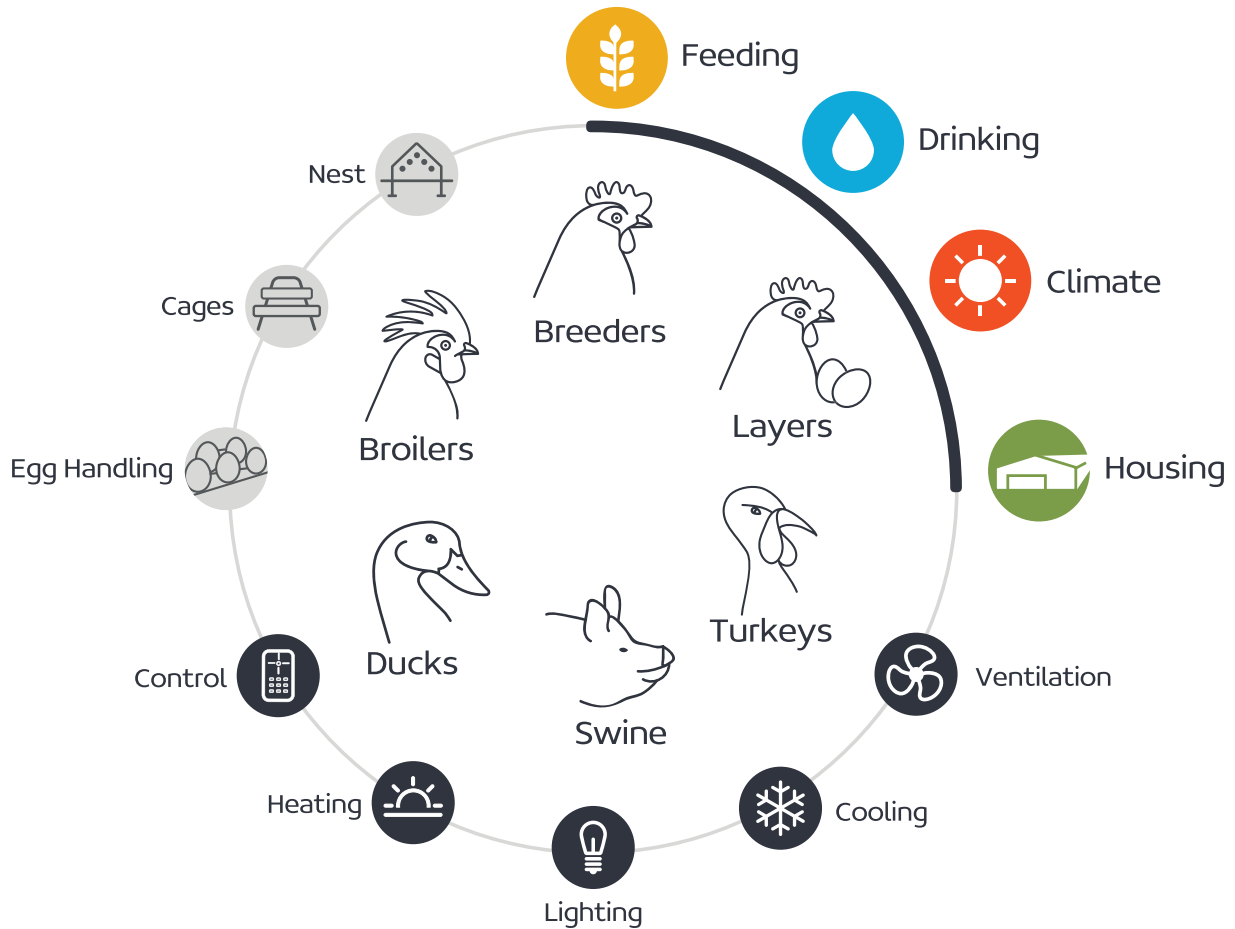 Feeding
Drinking
Nest
Climate
Cages
Breeders
Layers
Broilers
Egg Handling
Housing
Turkeys
Ducks
Control
Ventilation
Swine
Heating
Cooling
Lighting